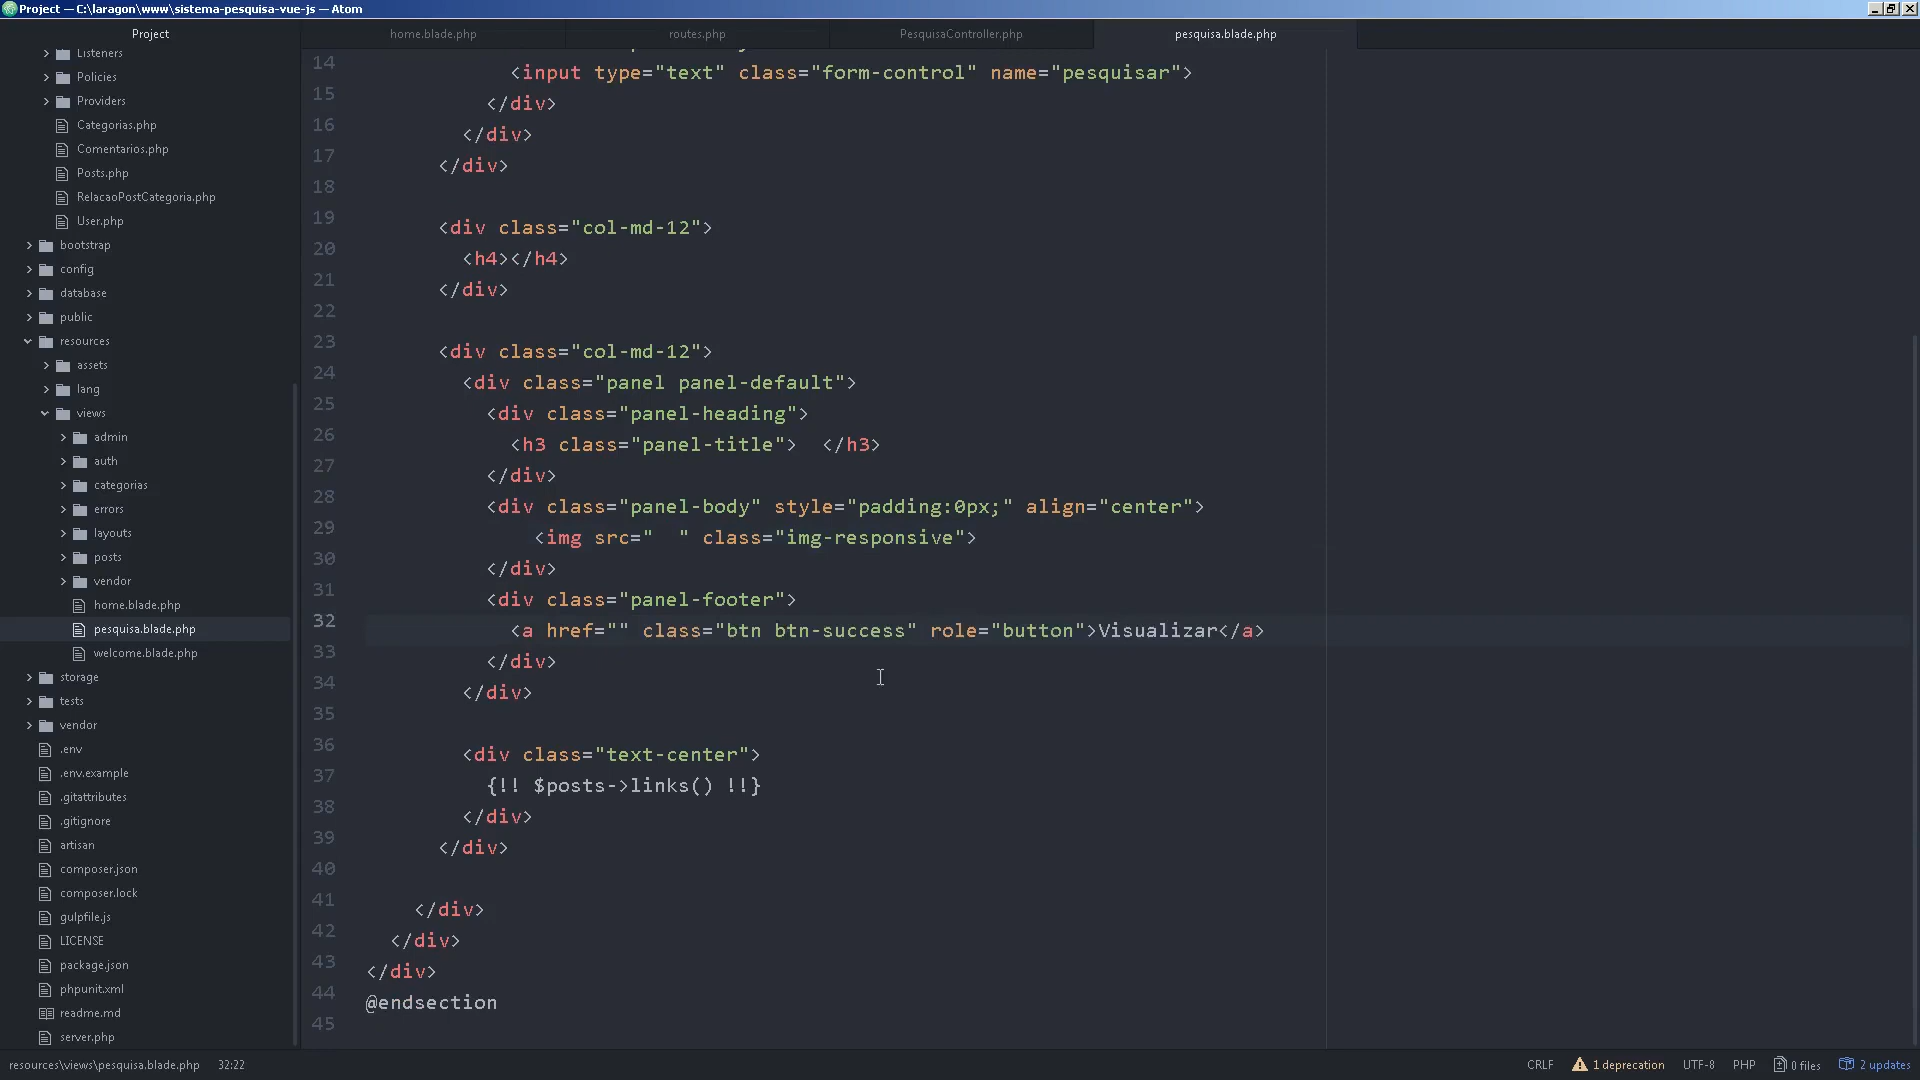 Project — C:\laragon\www\sistema-pesquisa-vue-js — Atom
Project
home.blade.php
routes.php
PesquisaController.php
pesquisa.blade.php
Listeners
Policies
Providers
Categorias.php
Comentarios.php
Posts.php
RelacaoPostCategoria.php
User.php
bootstrap
config
database
public
resources
assets
lang
views
admin
auth
categorias
errors
layouts
posts
vendor
home.blade.php
pesquisa.blade.php
welcome.blade.php
storage
tests
vendor
.env
.env.example
.gitattributes
.gitignore
artisan
composer.json
composer.lock
gulpfile.js
LICENSE
package.json
phpunit.xml
readme.md
server.php
14 <input type="text" class="form-control" name="pesquisar">
15 </div>
16 </div>
17 </div>
18
19 <div class="col-md-12">
20 <h4></h4>
21 </div>
22
23 <div class="col-md-12">
24 <div class="panel panel-default">
25 <div class="panel-heading">
26 <h3 class="panel-title">  </h3>
27 </div>
28 <div class="panel-body" style="padding:0px;" align="center">
29 <img src="  " class="img-responsive">
30 </div>
31 <div class="panel-footer">
32 <a href="" class="btn btn-success" role="button">Visualizar</a>
33 </div>
34 </div>
35
36 <div class="text-center">
37 {!! $posts->links() !!}
38 </div>
39 </div>
40
41 </div>
42 </div>
43 </div>
44 @endsection
45
resources\views\pesquisa.blade.php 32:22
CRLF 1 deprecation UTF-8 PHP 0 files 2 updates